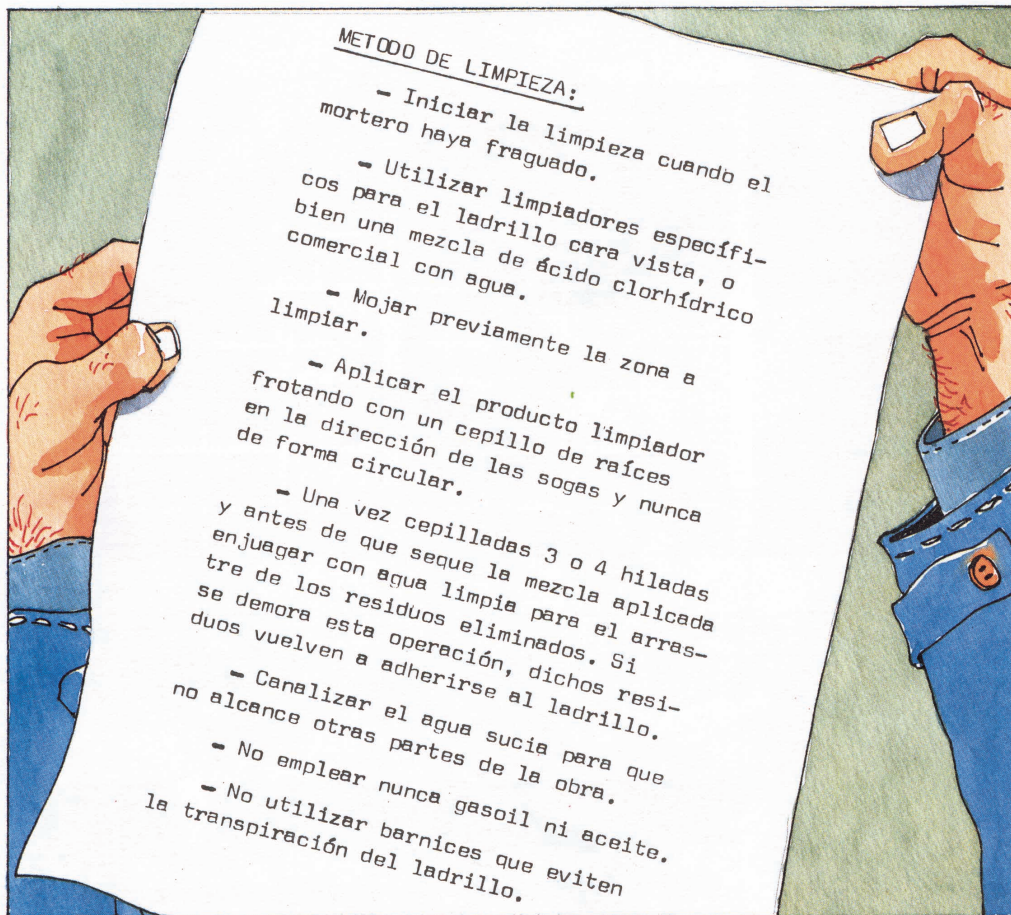 METODO DE LIMPIEZA:
- Iniciar la limpieza cuando el
mortero haya fraguado.
- Utilizar limpiadores específi-
cos para el ladrillo cara vista, o
bien una mezcla de ácido clorhídrico
comercial con agua.
- Mojar previamente la zona a
limpiar.
- Aplicar el producto limpiador
frotando con un cepillo de raíces
en la dirección de las sogas y nunca
de forma circular.
- Una vez cepilladas 3 o 4 hiladas
y antes de que seque la mezcla aplicada
enjuagar con agua limpia para el arras-
tre de los residuos eliminados. Si
se demora esta operación, dichos resi-
duos vuelven a adherirse al ladrillo.
- Canalizar el agua sucia para que
no alcance otras partes de la obra.
- No emplear nunca gasoil ni aceite.
- No utilizar barnices que eviten
la transpiración del ladrillo.